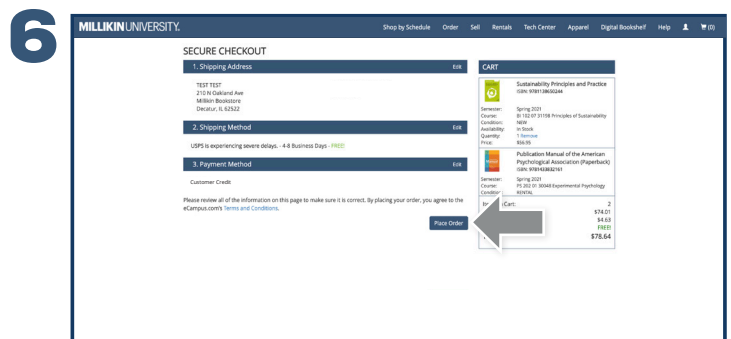 6
MILLIKIN UNIVERSITY.
Shop by Schedule Order Sell Rentals Tech Center Apparel Digital Bookshelf Help (0)
SECURE CHECKOUT
1. Shipping Address Edit
TEST TEST
210 N Oakland Ave
Millikin Bookstore
Decatur, IL 62522
2. Shipping Method Edit
USPS is experiencing severe delays. - 4-8 Business Days - FREE!
3. Payment Method Edit
Customer Credit
Please review all of the information on this page to make sure it is correct. By placing your order, you agree to the
eCampus.com's Terms and Conditions.
Place Order
CART
Sustainability Principles and Practice
ISBN: 9781138650244
Semester: Spring 2021
Course: BI 102 07 31198 Principles of Sustainability
Condition: NEW
Availability: In Stock
Quantity: 1 Remove
Price: $56.95
Publication Manual of the American
Psychological Association (Paperback)
ISBN: 9781433832161
Semester: Spring 2021
Course: PS 202 01 30048 Experimental Psychology
Condition: RENTAL
Cart: 2
$74.01
$4.63
FREE!
$78.64